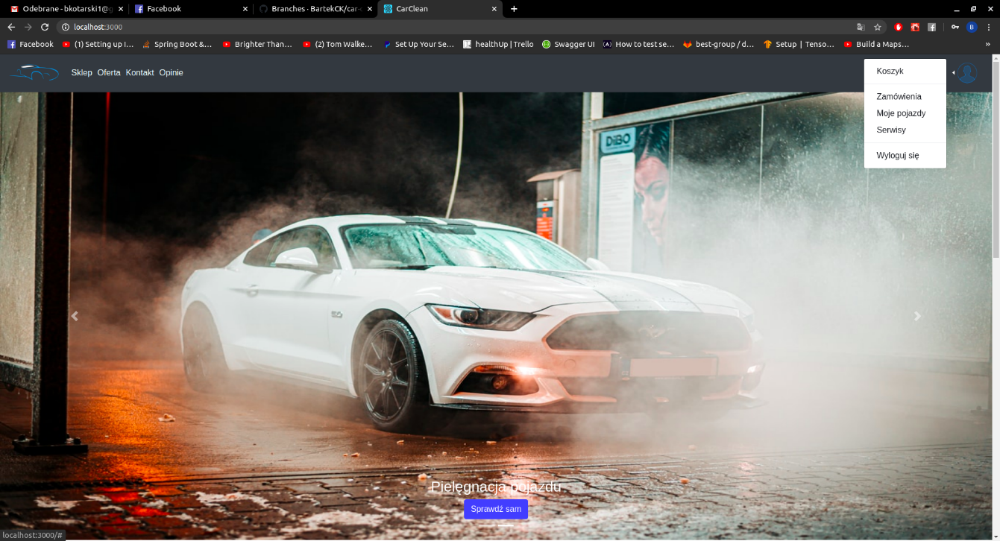 Odebrane - bkotarski1@g
Facebook
Branches · BartekCK/car-c
CarClean
localhost:3000
Facebook
(1) Setting up I…
Spring Boot &…
Brighter Than…
(2) Tom Walke…
Set Up Your Se…
healthUp | Trello
Swagger UI
How to test se…
best-group / d…
Setup | Tenso…
Build a Maps…
»
Sklep Oferta Kontakt Opinie
Koszyk
Zamówienia
Moje pojazdy
Serwisy
Wyloguj się
DiBO
5.0
Pielęgnacja pojazdu
Sprawdź sam
localhost:3000/#